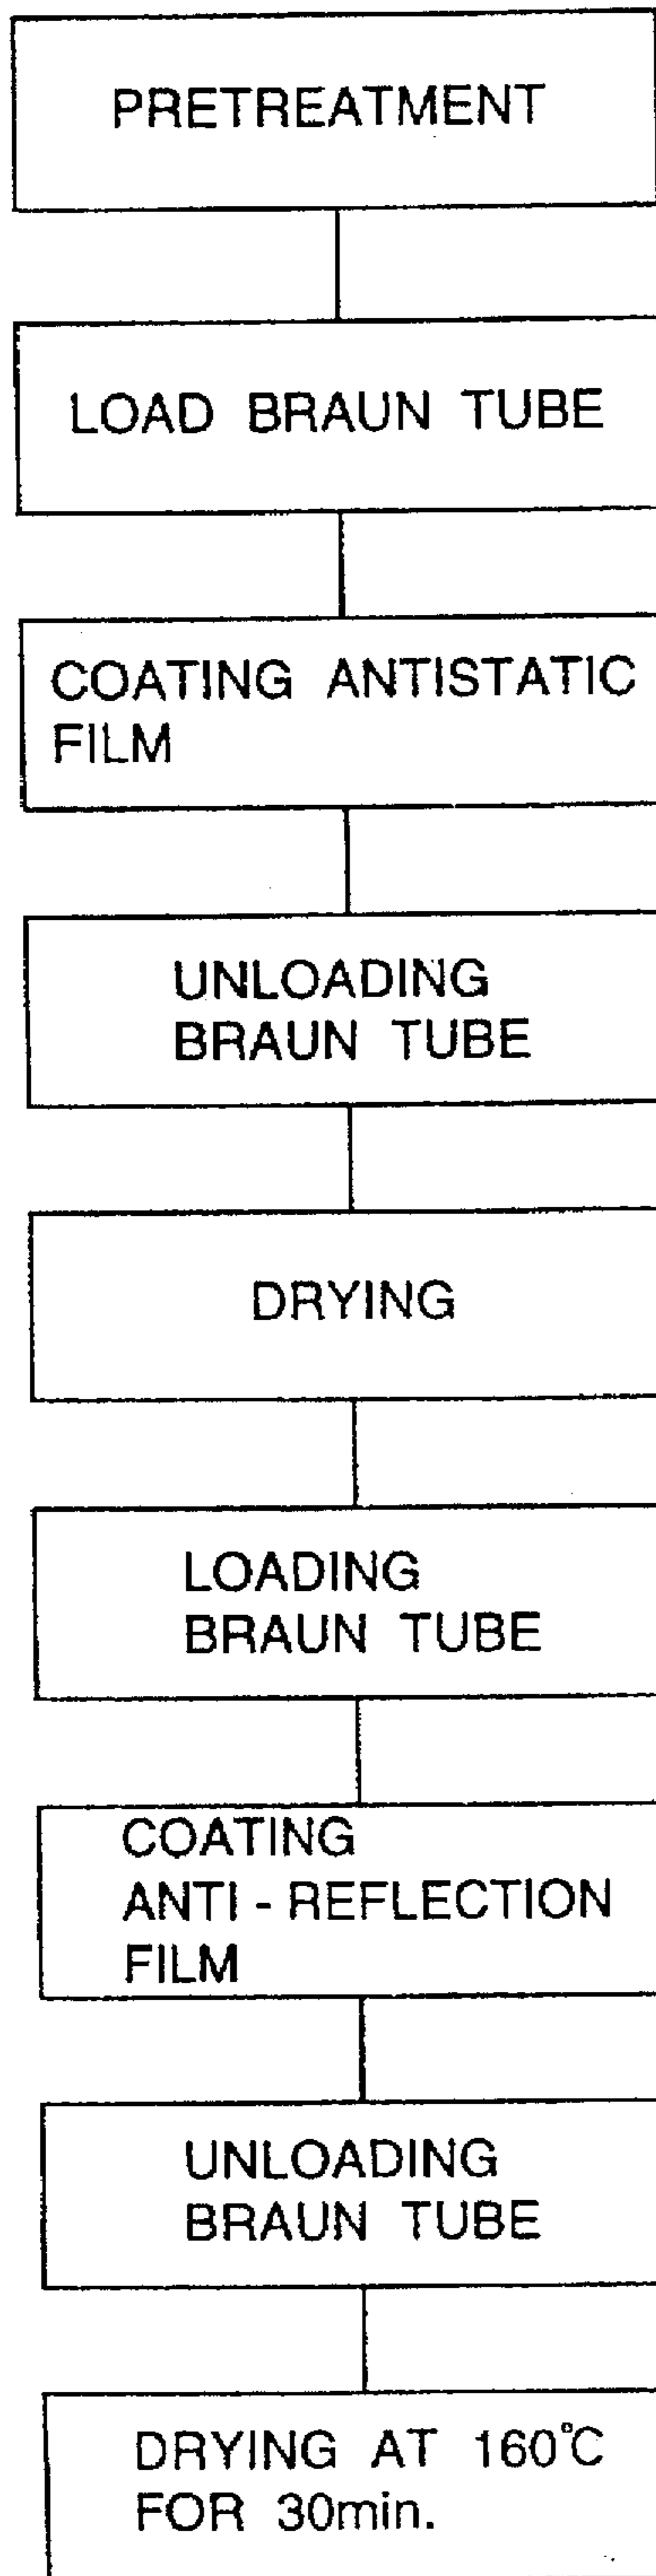 PRETREATMENT
LOAD BRAUN TUBE
COATING ANTISTATIC
FILM
UNLOADING
BRAUN TUBE
DRYING
LOADING
BRAUN TUBE
COATING
ANTI-REFLECTION
FILM
UNLOADING
BRAUN TUBE
DRYING AT 160°C
FOR 30min.